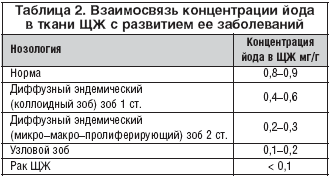 Таблица 2. Взаимосвязь концентрации йода
в ткани ЩЖ с развитием ее заболеваний
Нозология
Концентрация
йода в ЩЖ мг/г
Норма
0,8–0,9
Диффузный эндемический
(коллоидный зоб) зоб 1 ст.
0,4–0,6
Диффузный эндемический
(микро–макро–пролиферирующий) зоб 2 ст.
0,2–0,3
Узловой зоб
0,1–0,2
Рак ЩЖ
< 0,1